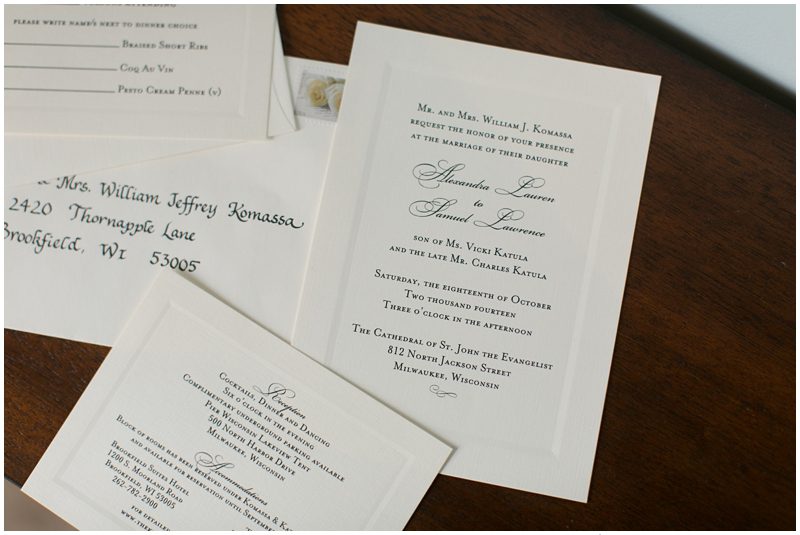 PLEASE WRITE NAME'S NEXT TO DINNER CHOICE
BRAISED SHORT RIBS
COQ AU VIN
PESTO CREAM PENNE (V)
Mrs. William Jeffrey Komassa
2420 Thornapple Lane
Brookfield, WI 53005
MR. AND MRS. WILLIAM J. KOMASSA
REQUEST THE HONOR OF YOUR PRESENCE
AT THE MARRIAGE OF THEIR DAUGHTER
Alexandra Lauren
to
Samuel Lawrence
SON OF MS. VICKI KATULA
AND THE LATE MR. CHARLES KATULA
SATURDAY, THE EIGHTEENTH OF OCTOBER
TWO THOUSAND FOURTEEN
THREE O'CLOCK IN THE AFTERNOON
THE CATHEDRAL OF ST. JOHN THE EVANGELIST
812 NORTH JACKSON STREET
MILWAUKEE, WISCONSIN
Reception
COCKTAILS, DINNER AND DANCING
SIX O'CLOCK IN THE EVENING
COMPLIMENTARY UNDERGROUND PARKING AVAILABLE
PIER WISCONSIN LAKEVIEW TENT
500 NORTH HARBOR DRIVE
MILWAUKEE, WISCONSIN
Accommodations
BLOCK OF ROOMS HAS BEEN RESERVED UNDER KOMASSA & KA
AND AVAILABLE FOR RESERVATION UNTIL SEPTEMBER
BROOKFIELD SUITES HOTEL
1200 S. MOORLAND ROAD
BROOKFIELD, WI 53005
262-782-2900
FOR DETAILED
WWW.THEK